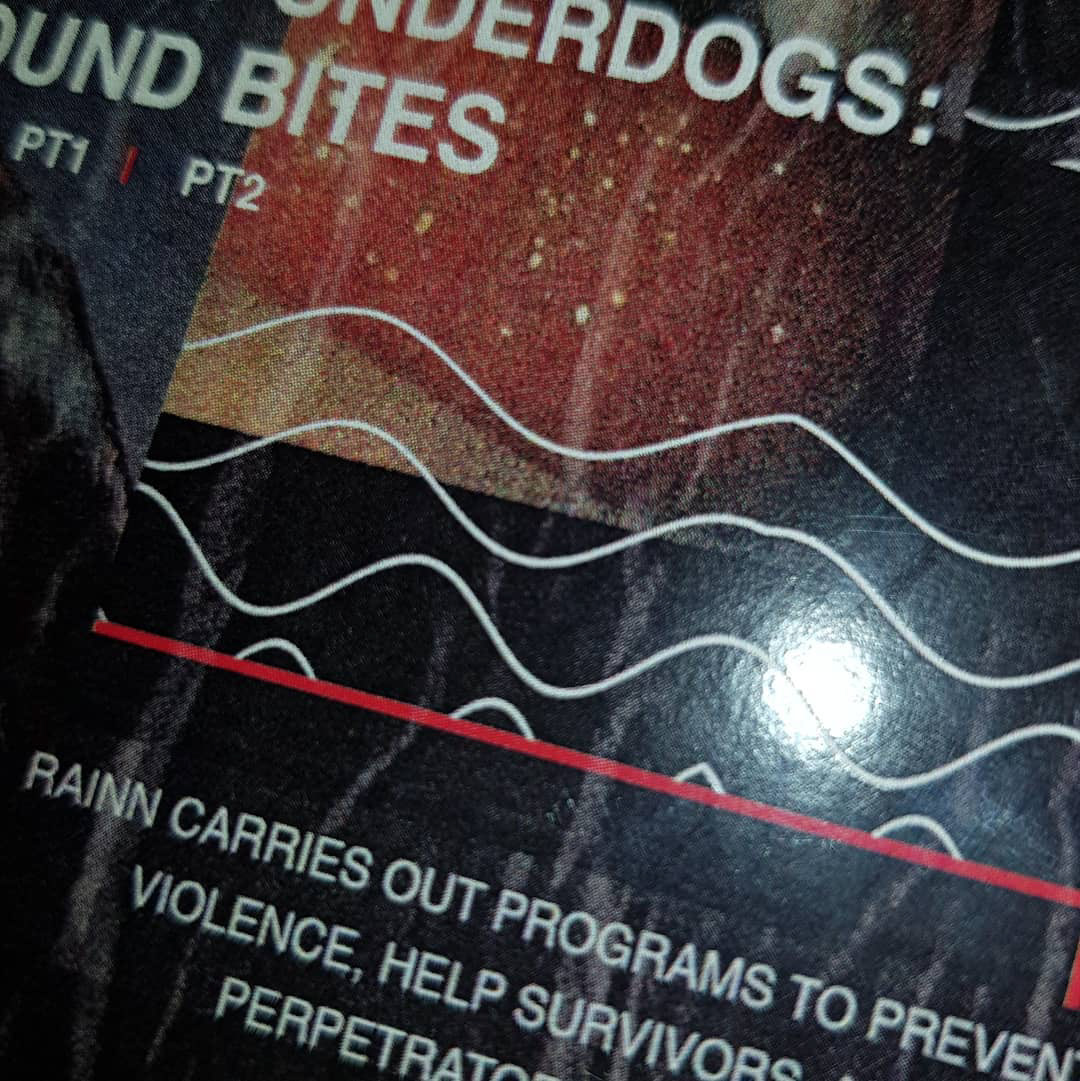 UNDERDOGS:
OUND BITES
PT1 | PT2
RAINN CARRIES OUT PROGRAMS TO PREVENT
VIOLENCE, HELP SURVIVORS,
PERPETRATO